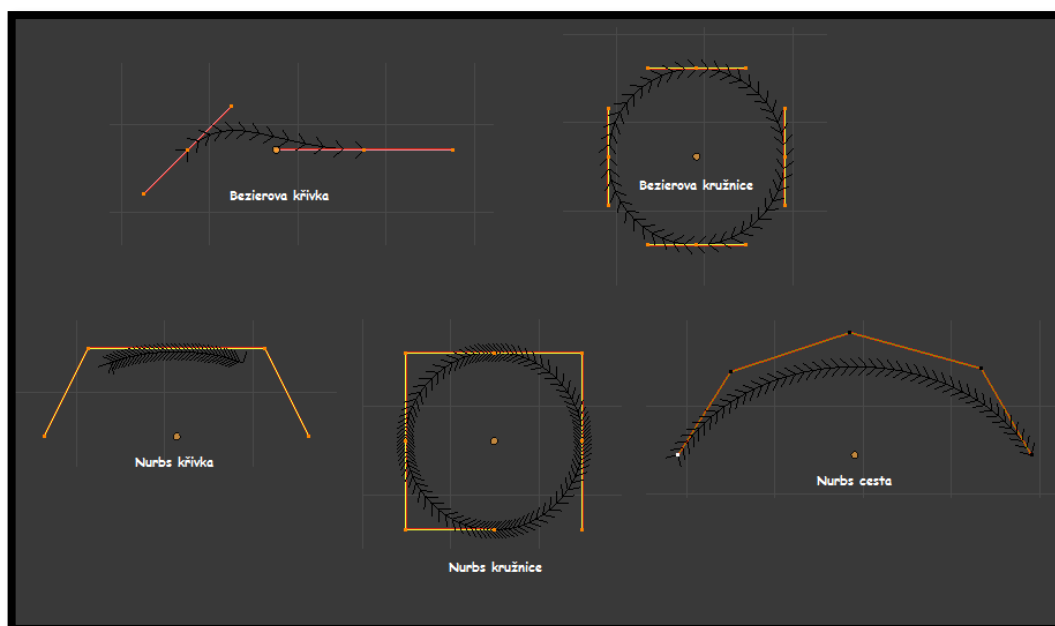 Bezierova křivka
Bezierova kružnice
Nurbs křivka
Nurbs cesta
Nurbs kružnice